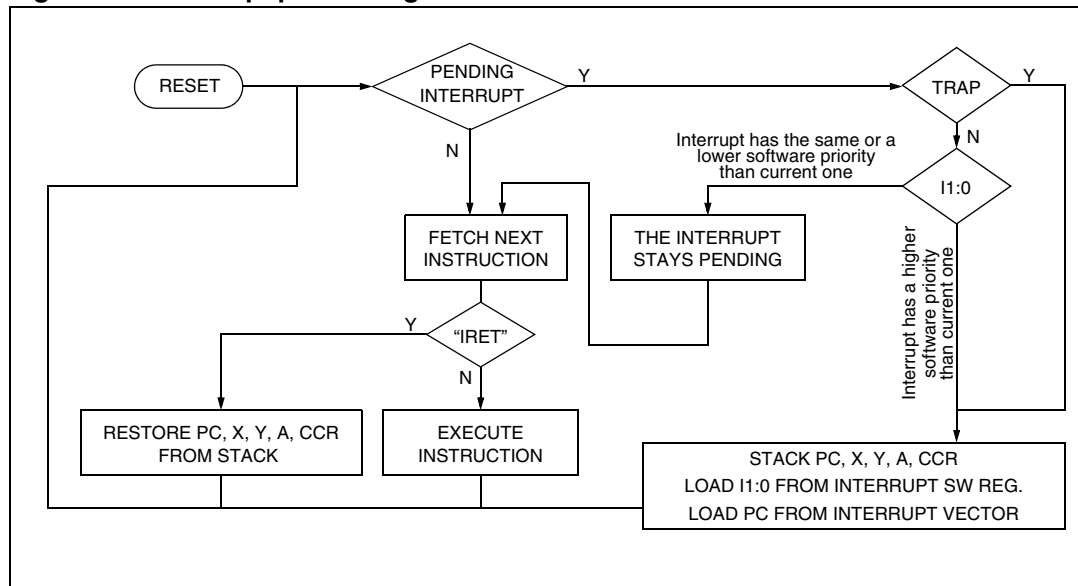 RESET
PENDING
INTERRUPT
Y
TRAP
Y
N
N
Interrupt has the same or a
lower software priority
than current one
I1:0
FETCH NEXT
INSTRUCTION
THE INTERRUPT
STAYS PENDING
Interrupt has a higher
software priority
than current one
Y
“IRET”
N
RESTORE PC, X, Y, A, CCR
FROM STACK
EXECUTE
INSTRUCTION
STACK PC, X, Y, A, CCR
LOAD I1:0 FROM INTERRUPT SW REG.
LOAD PC FROM INTERRUPT VECTOR